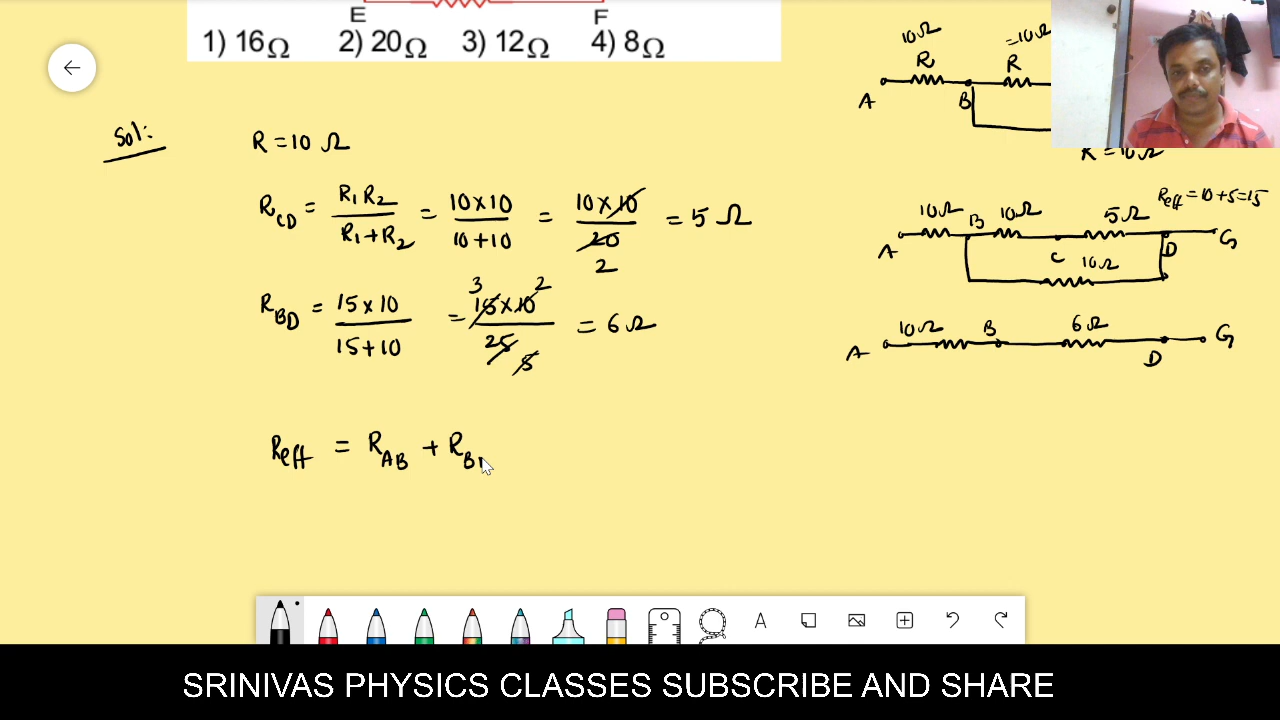 E F
1) 16Ω 2) 20Ω 3) 12Ω 4) 8Ω
Sol:
R = 10 Ω
R_CD = R1 R2 / R1 + R2 = 10 × 10 / 10 + 10 = 10 × 10 / 20 2 = 5 Ω
R_BD = 15 × 10 / 15 + 10 = 3 15 × 10 2 / 25 5 = 6 Ω
Reff = R_AB + R_B
10Ω =10Ω
R R
A B
R = 10Ω
Reff = 10 + 5 = 15
10Ω B 10Ω 5Ω
A C D G
10Ω
10Ω B 6Ω
A D G
A
SRINIVAS PHYSICS CLASSES SUBSCRIBE AND SHARE